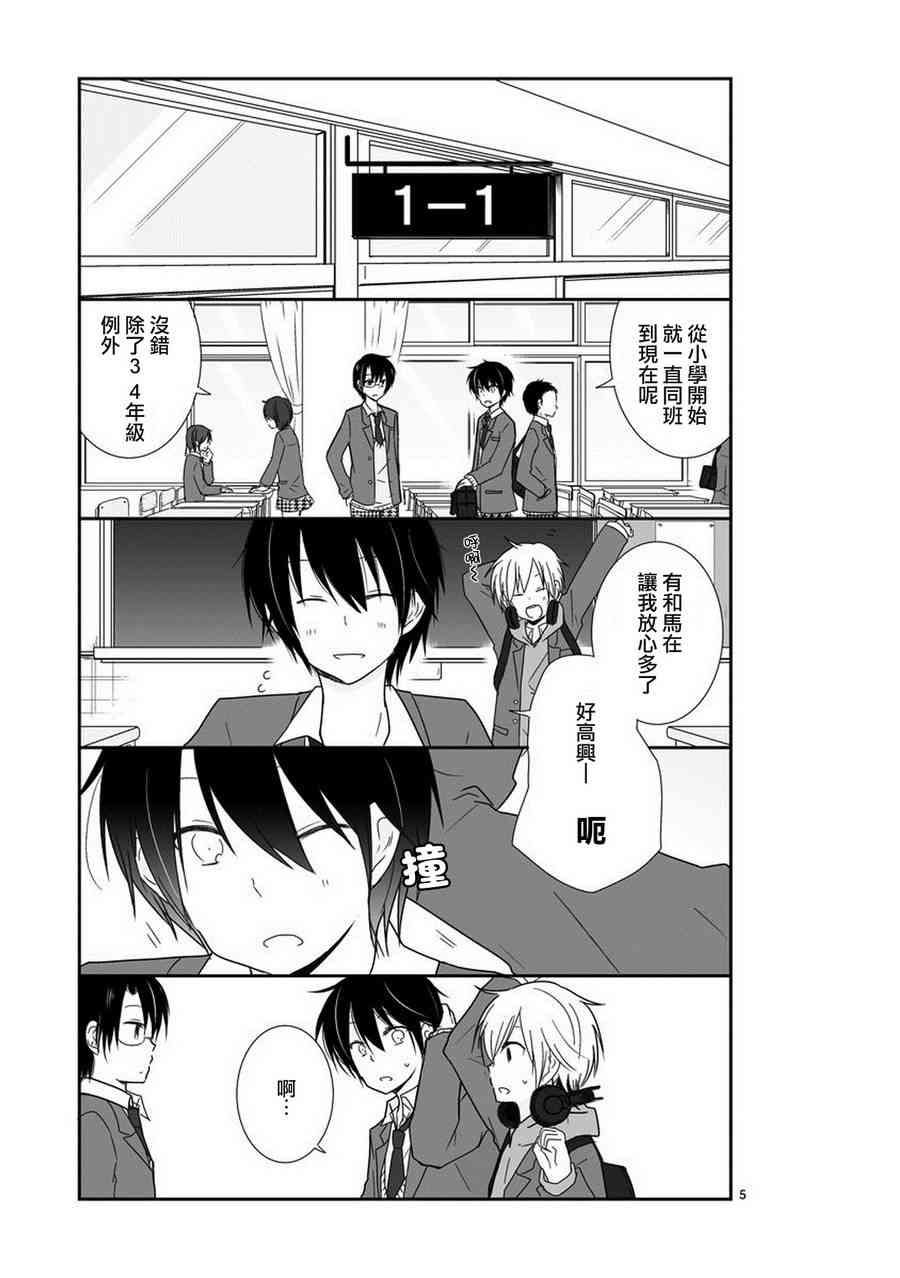 1-1
從小學開始
就一直同班
到現在呢
沒錯
除了3 4年級
例外
有和馬在
讓我放心多了
好高興—
呃
撞
啊…
5